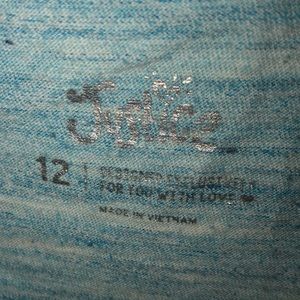 Justice
12 | DESIGNED EXCLUSIVELY
FOR YOU WITH LOVE
MADE IN VIETNAM